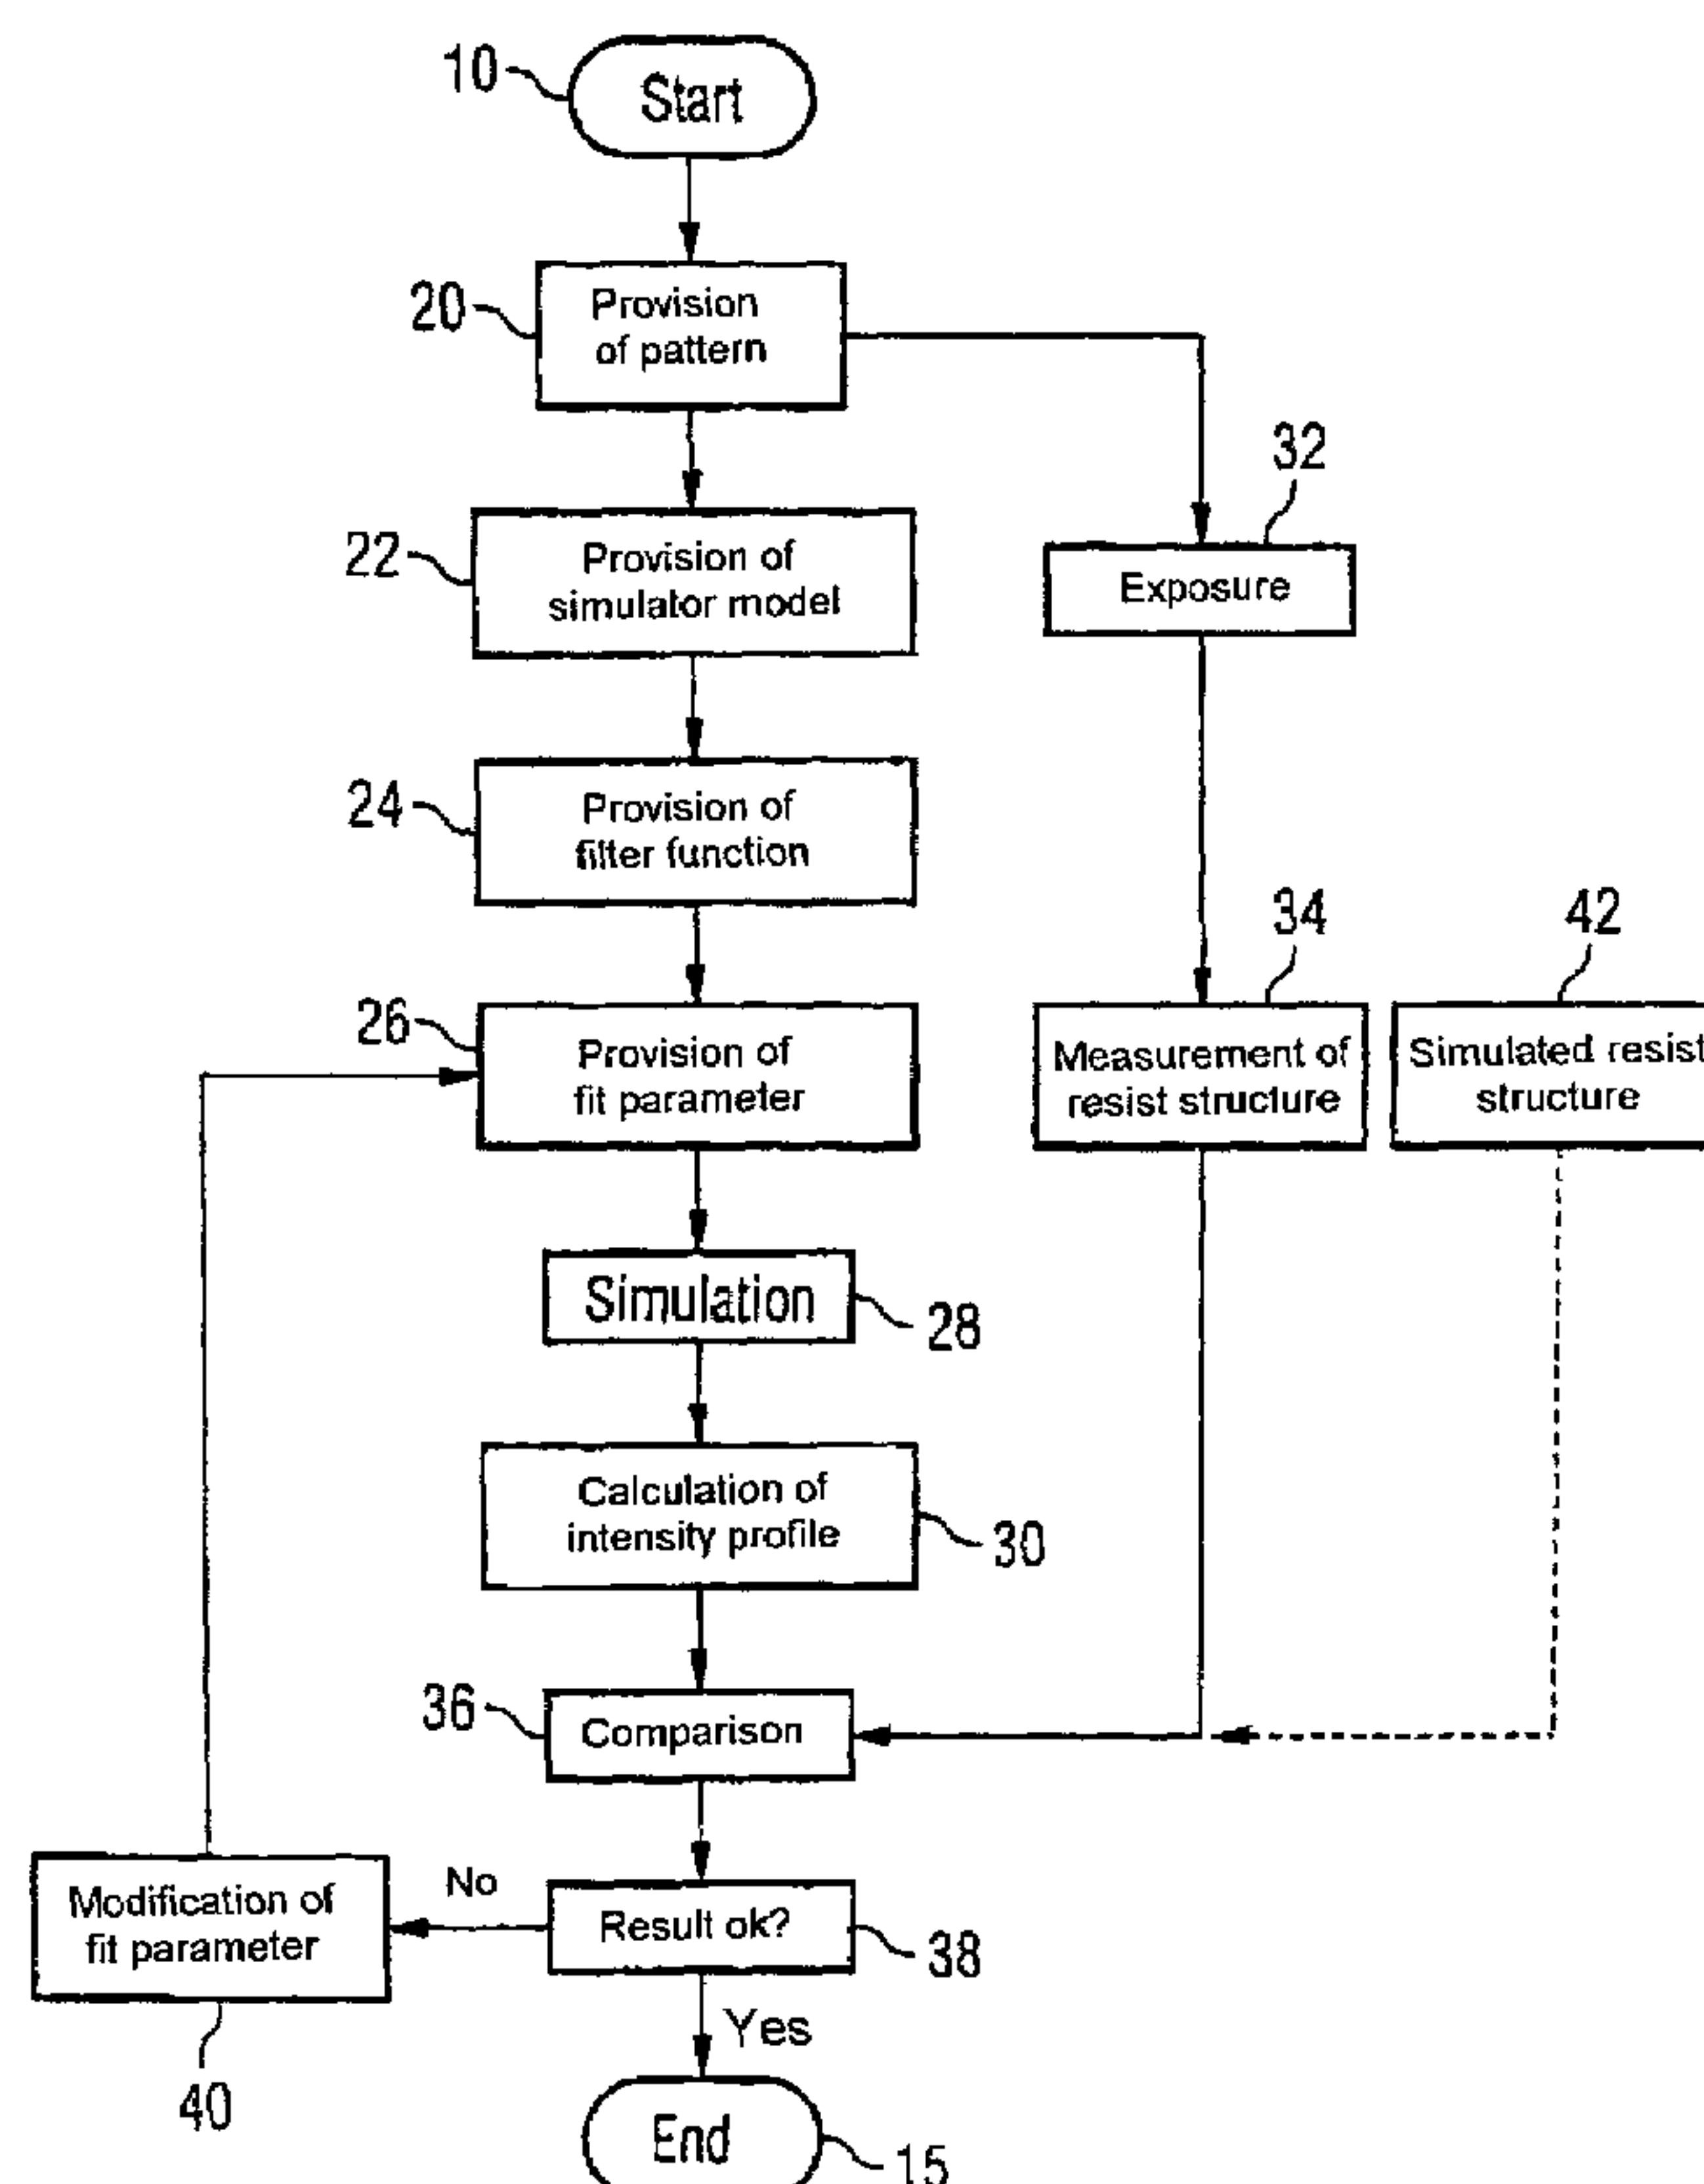 10
Start
20
Provision
of pattern
32
22
Provision of
simulator model
Exposure
24
Provision of
filter function
34
42
26
Provision of
fit parameter
Measurement of
resist structure
Simulated resist
structure
Simulation
28
Calculation of
intensity profile
30
36
Comparison
Modification of
fit parameter
No
Result ok?
38
Yes
40
End
15